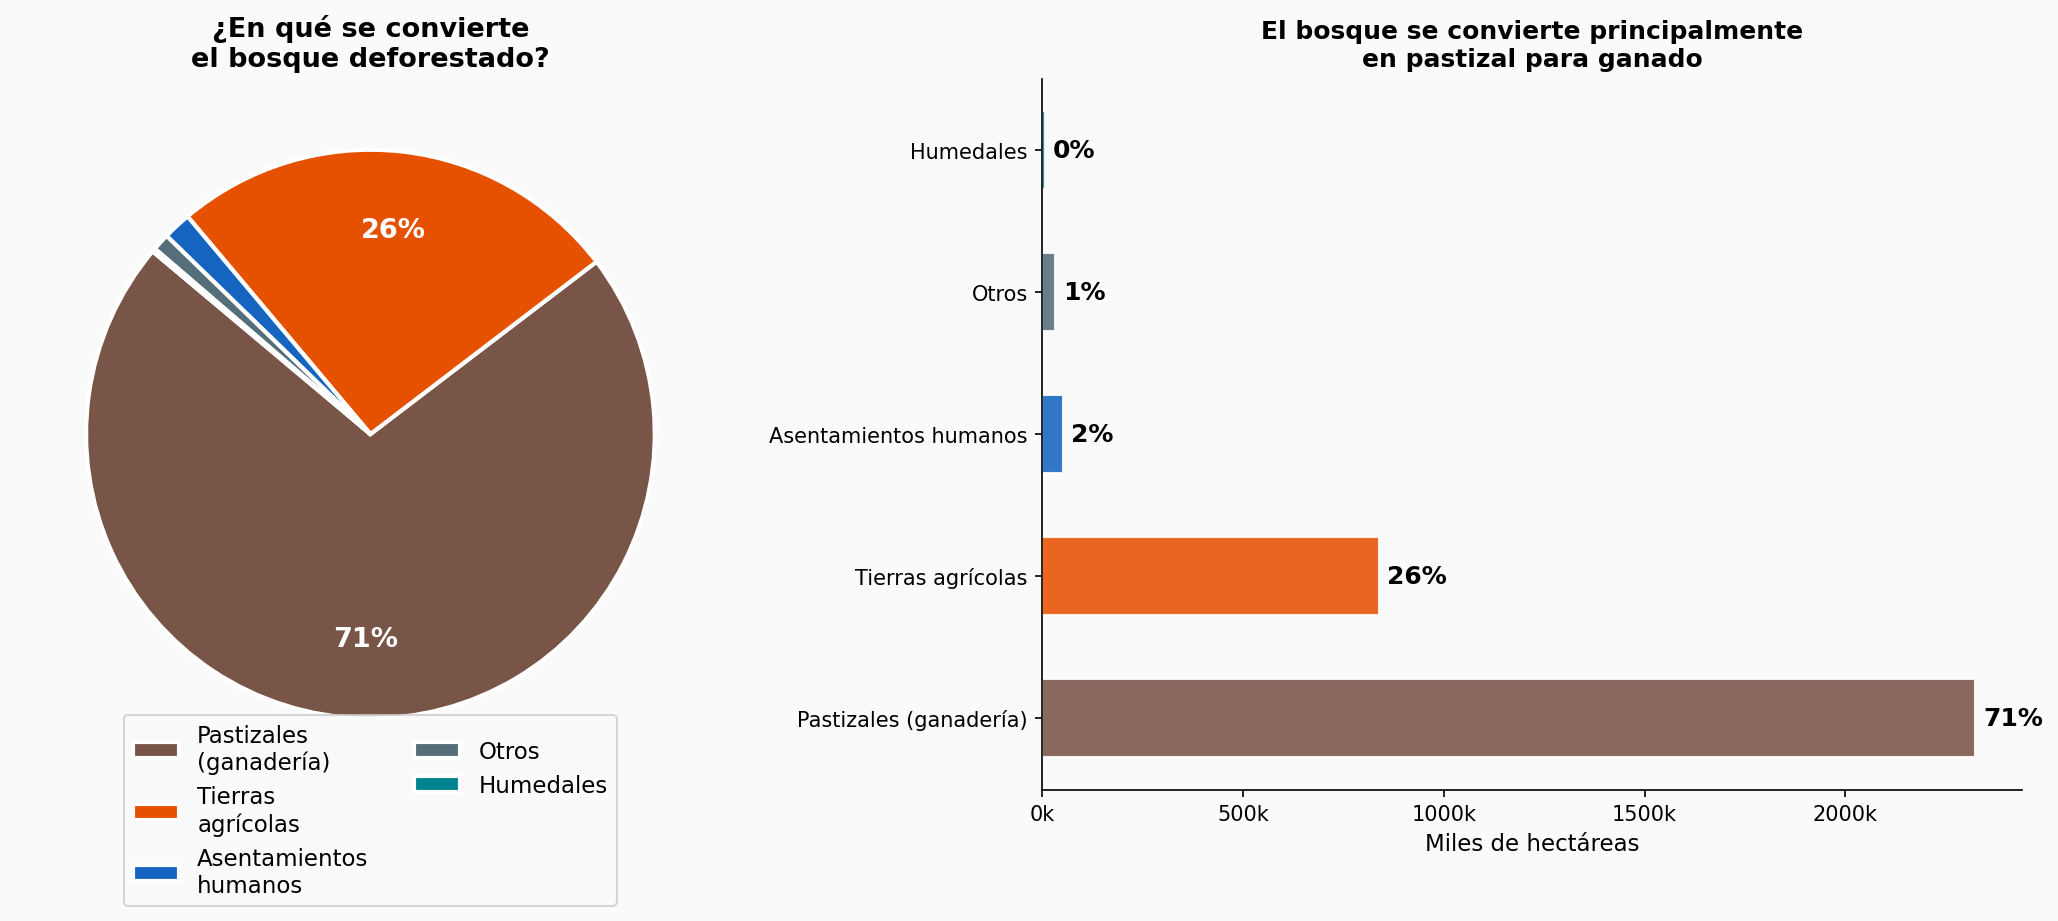 ¿En qué se convierte
el bosque deforestado?
26%
71%
Pastizales
(ganadería)
Tierras
agrícolas
Asentamientos
humanos
Otros
Humedales
El bosque se convierte principalmente
en pastizal para ganado
Humedales
0%
Otros
1%
Asentamientos humanos
2%
Tierras agrícolas
26%
Pastizales (ganadería)
71%
0k
500k
1000k
1500k
2000k
Miles de hectáreas